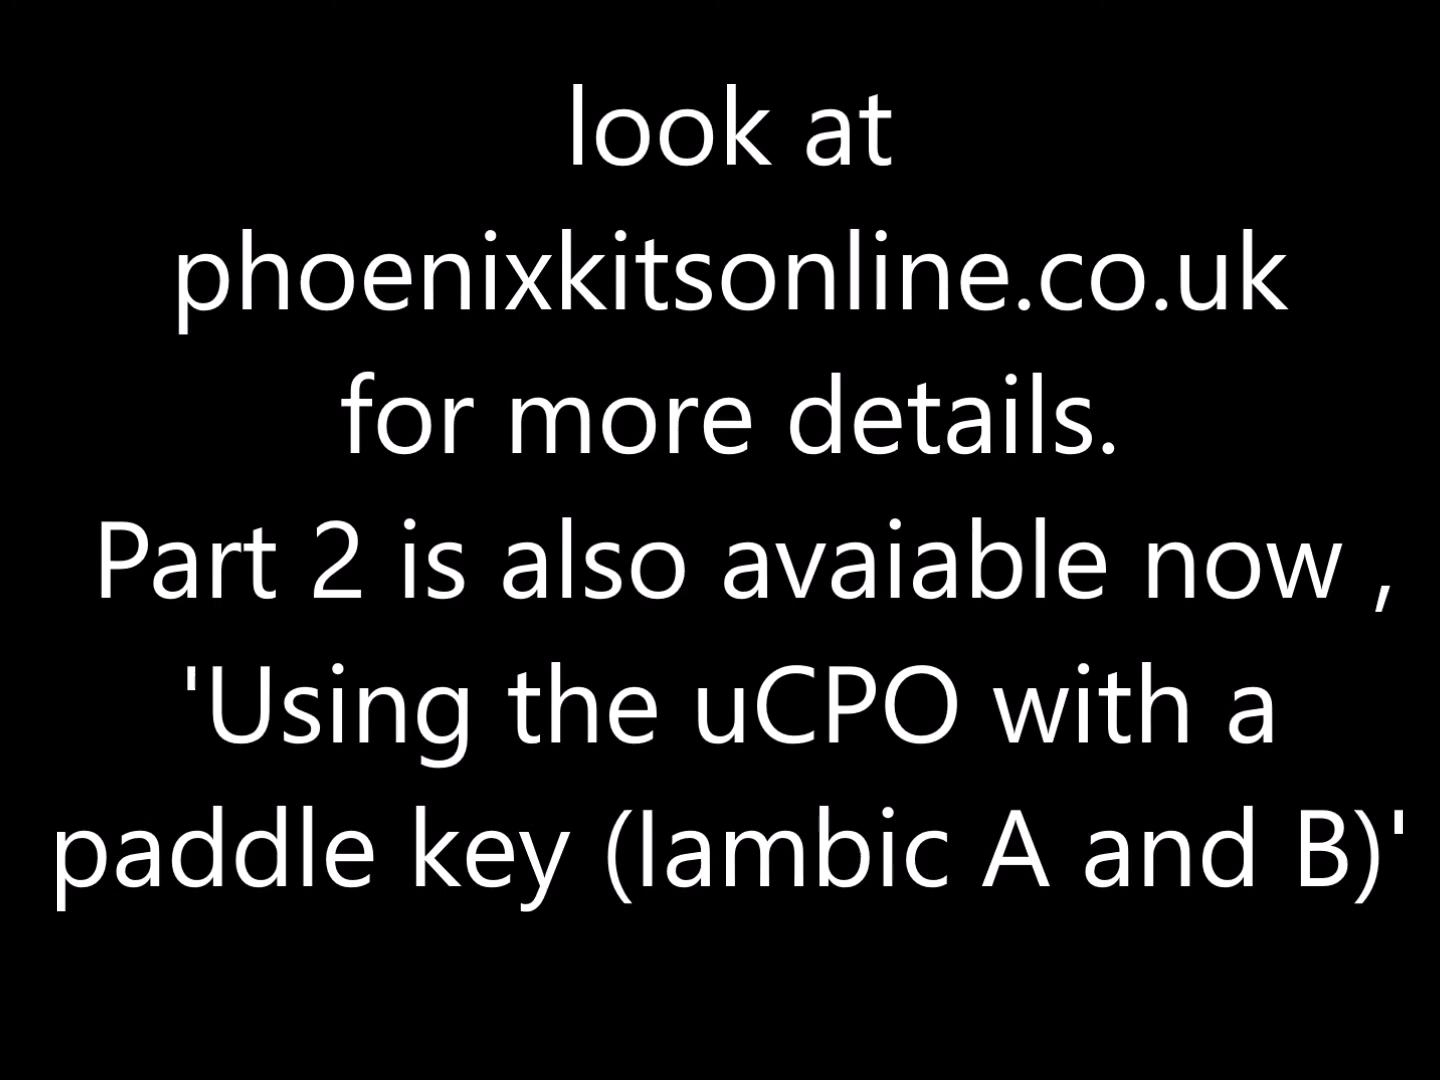 look at
phoenixkitsonline.co.uk
for more details.
Part 2 is also avaiable now ,
'Using the uCPO with a
paddle key (Iambic A and B)'